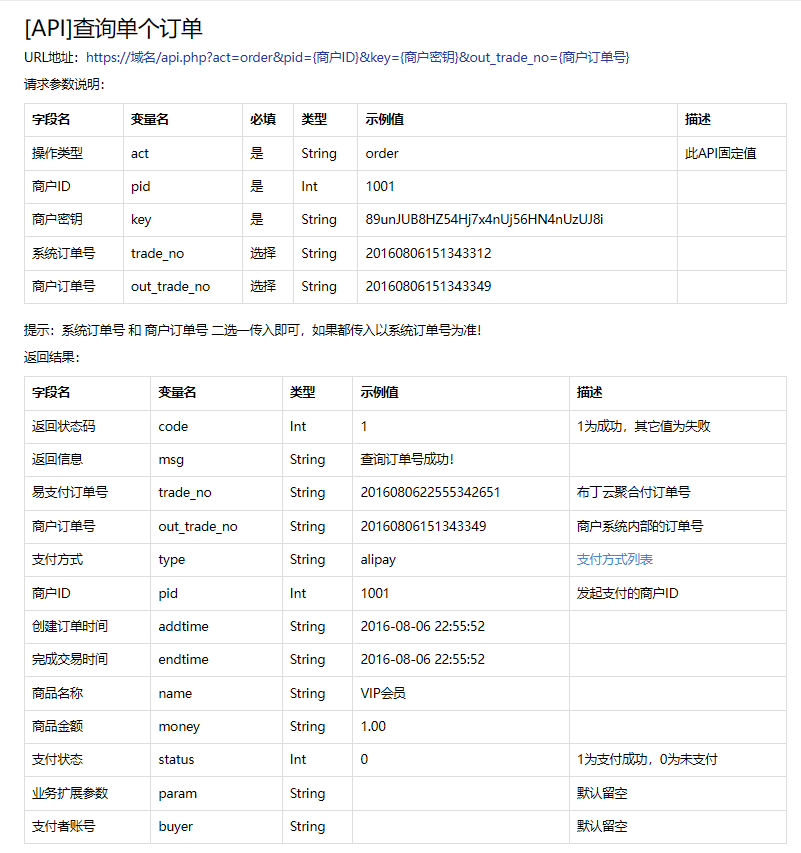 [API]查询单个订单
URL地址：https://域名/api.php?act=order&pid={商户ID}&key={商户密钥}&out_trade_no={商户订单号}
请求参数说明：
字段名 变量名 必填 类型 示例值 描述
操作类型 act 是 String order 此API固定值
商户ID pid 是 Int 1001
商户密钥 key 是 String 89unJUB8HZ54Hj7x4nUj56HN4nUzUJ8i
系统订单号 trade_no 选择 String 20160806151343312
商户订单号 out_trade_no 选择 String 20160806151343349
提示：系统订单号 和 商户订单号 二选一传入即可，如果都传入以系统订单号为准！
返回结果：
字段名 变量名 类型 示例值 描述
返回状态码 code Int 1 1为成功，其它值为失败
返回信息 msg String 查询订单号成功！
易支付订单号 trade_no String 2016080622555342651 布丁云聚合付订单号
商户订单号 out_trade_no String 20160806151343349 商户系统内部的订单号
支付方式 type String alipay 支付方式列表
商户ID pid Int 1001 发起支付的商户ID
创建订单时间 addtime String 2016-08-06 22:55:52
完成交易时间 endtime String 2016-08-06 22:55:52
商品名称 name String VIP会员
商品金额 money String 1.00
支付状态 status Int 0 1为支付成功，0为未支付
业务扩展参数 param String 默认留空
支付者账号 buyer String 默认留空